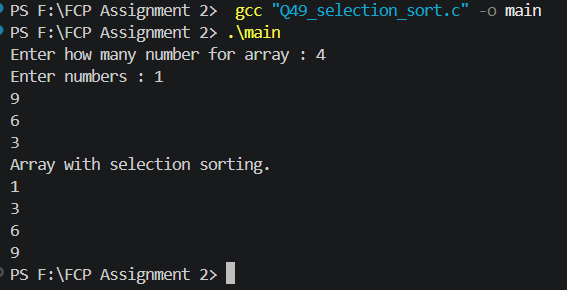 PS F:\FCP Assignment 2>  gcc "Q49_selection_sort.c" -o main
PS F:\FCP Assignment 2> .\main
Enter how many number for array : 4
Enter numbers : 1
9
6
3
Array with selection sorting.
1
3
6
9
PS F:\FCP Assignment 2>